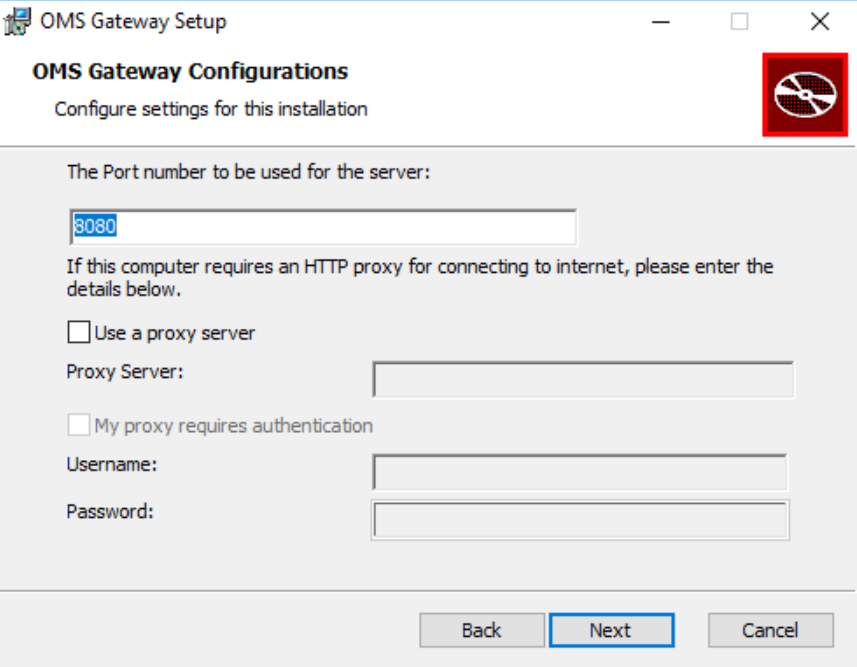 OMS Gateway Setup
OMS Gateway Configurations
Configure settings for this installation
The Port number to be used for the server:
8080
If this computer requires an HTTP proxy for connecting to internet, please enter the
details below.
Use a proxy server
Proxy Server:
My proxy requires authentication
Username:
Password:
Back Next Cancel